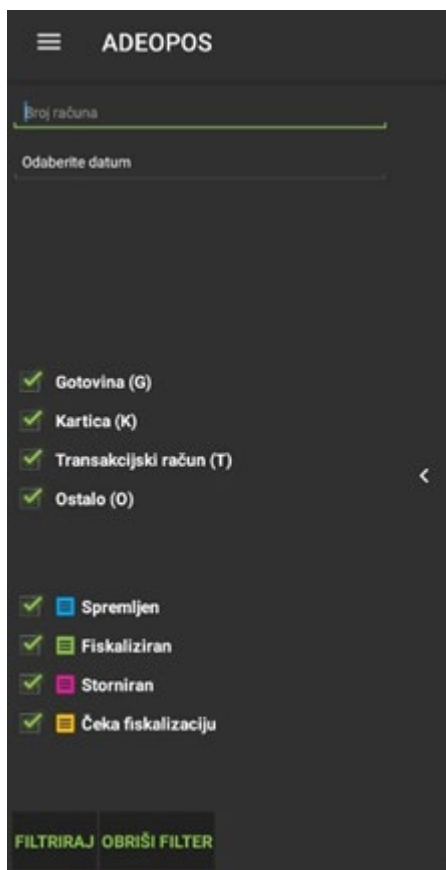 ADEOPOS
Broj računa
Odaberite datum
Gotovina (G)
Kartica (K)
Transakcijski račun (T)
Ostalo (O)
Spremljen
Fiskaliziran
Storniran
Čeka fiskalizaciju
FILTRIRAJ OBRIŠI FILTER